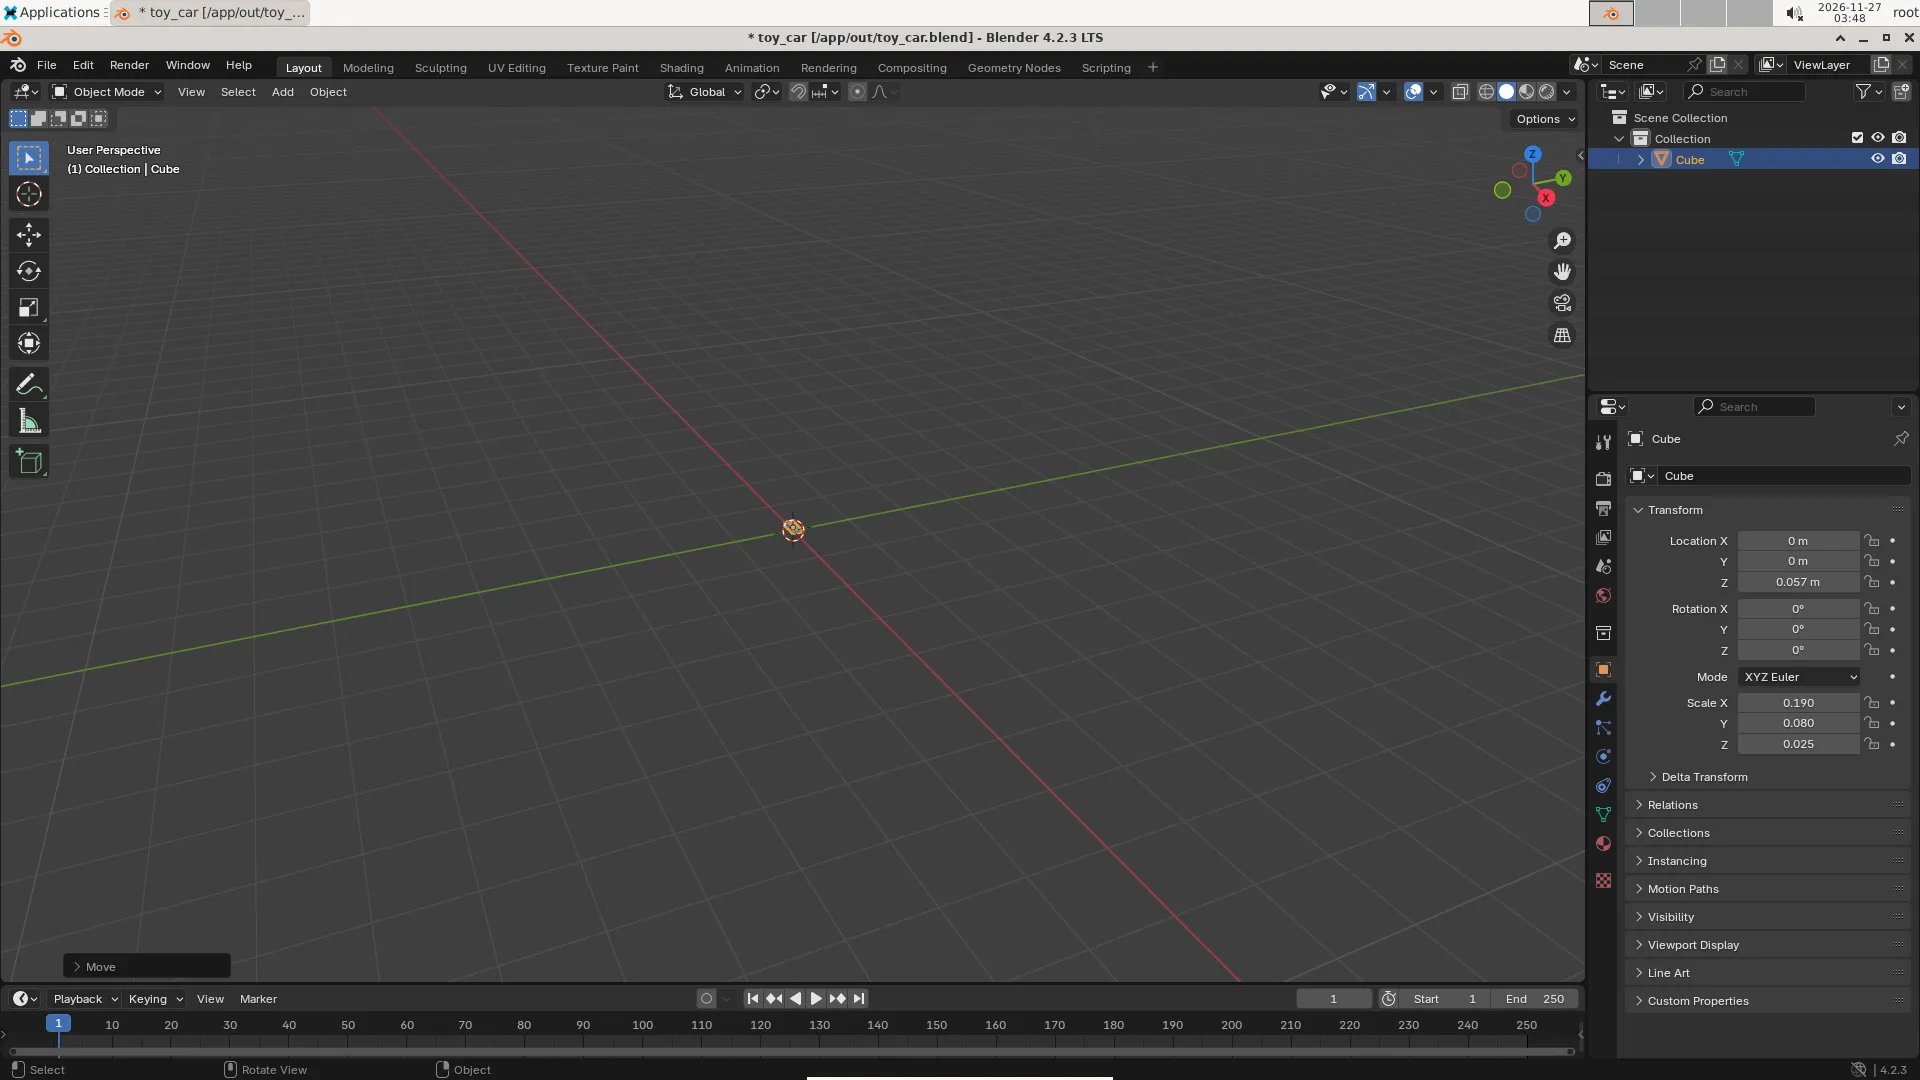 Applications
* toy_car [/app/out/toy_...
2026-11-27
03:48
root
* toy_car [/app/out/toy_car.blend] - Blender 4.2.3 LTS
File Edit Render Window Help
Layout Modeling Sculpting UV Editing Texture Paint Shading Animation Rendering Compositing Geometry Nodes Scripting +
Scene
ViewLayer
Object Mode View Select Add Object
Global
Search
Options
User Perspective
(1) Collection | Cube
Z
Y
X
Scene Collection
Collection
Cube
Search
Cube
Cube
Transform
Location X 0 m
Y 0 m
Z 0.057 m
Rotation X 0°
Y 0°
Z 0°
Mode XYZ Euler
Scale X 0.190
Y 0.080
Z 0.025
Delta Transform
Relations
Collections
Instancing
Motion Paths
Visibility
Viewport Display
Line Art
Custom Properties
Move
Playback Keying View Marker
1
Start 1
End 250
1 10 20 30 40 50 60 70 80 90 100 110 120 130 140 150 160 170 180 190 200 210 220 230 240 250
Select
Rotate View
Object
4.2.3